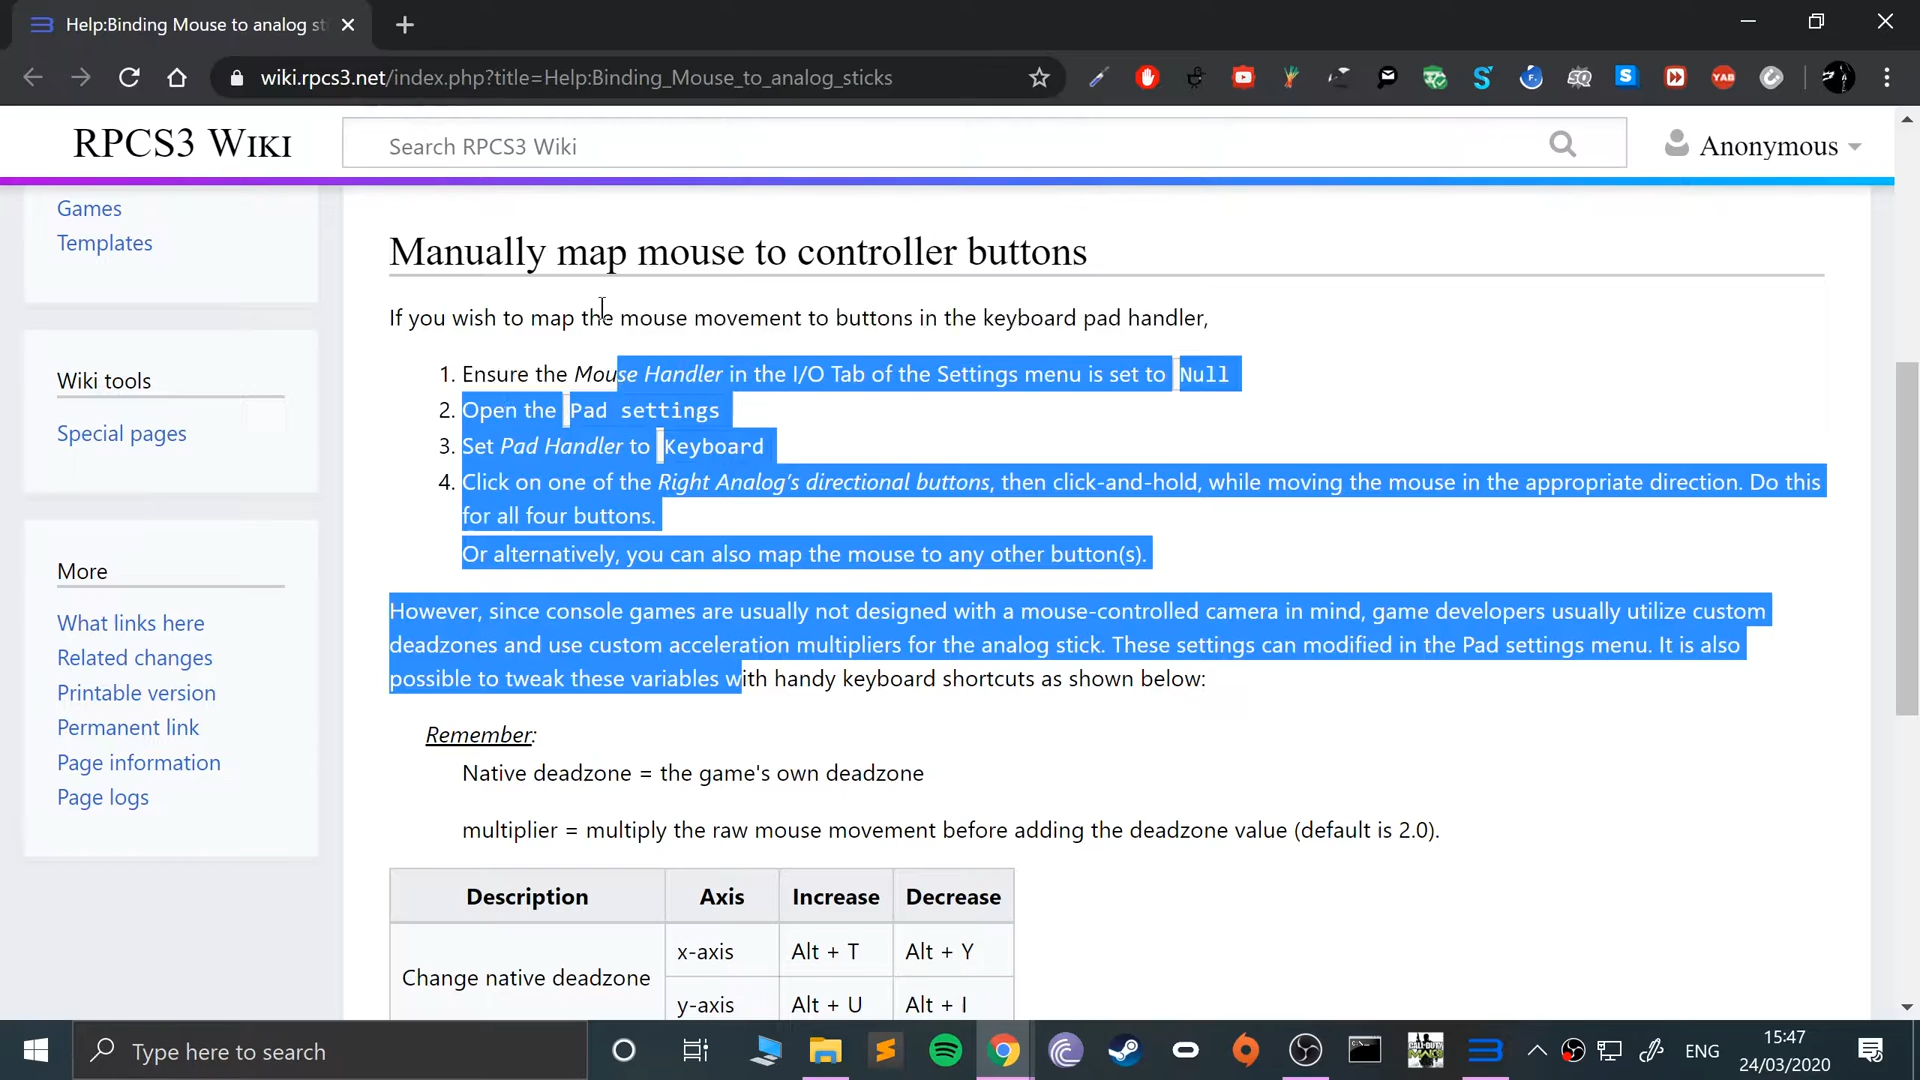 Help:Binding Mouse to analog st
wiki.rpcs3.net/index.php?title=Help:Binding_Mouse_to_analog_sticks
RPCS3 WIKI
Search RPCS3 Wiki
Anonymous
Games
Templates
Wiki tools
Special pages
More
What links here
Related changes
Printable version
Permanent link
Page information
Page logs
Manually map mouse to controller buttons
If you wish to map the mouse movement to buttons in the keyboard pad handler,
1. Ensure the Mouse Handler in the I/O Tab of the Settings menu is set to Null
2. Open the Pad settings
3. Set Pad Handler to Keyboard
4. Click on one of the Right Analog's directional buttons, then click-and-hold, while moving the mouse in the appropriate direction. Do this
for all four buttons.
Or alternatively, you can also map the mouse to any other button(s).
However, since console games are usually not designed with a mouse-controlled camera in mind, game developers usually utilize custom
deadzones and use custom acceleration multipliers for the analog stick. These settings can modified in the Pad settings menu. It is also
possible to tweak these variables with handy keyboard shortcuts as shown below:
Remember:
Native deadzone = the game's own deadzone
multiplier = multiply the raw mouse movement before adding the deadzone value (default is 2.0).
Description Axis Increase Decrease
Change native deadzone
x-axis Alt + T Alt + Y
y-axis Alt + U Alt + I
Type here to search
ENG
15:47
24/03/2020